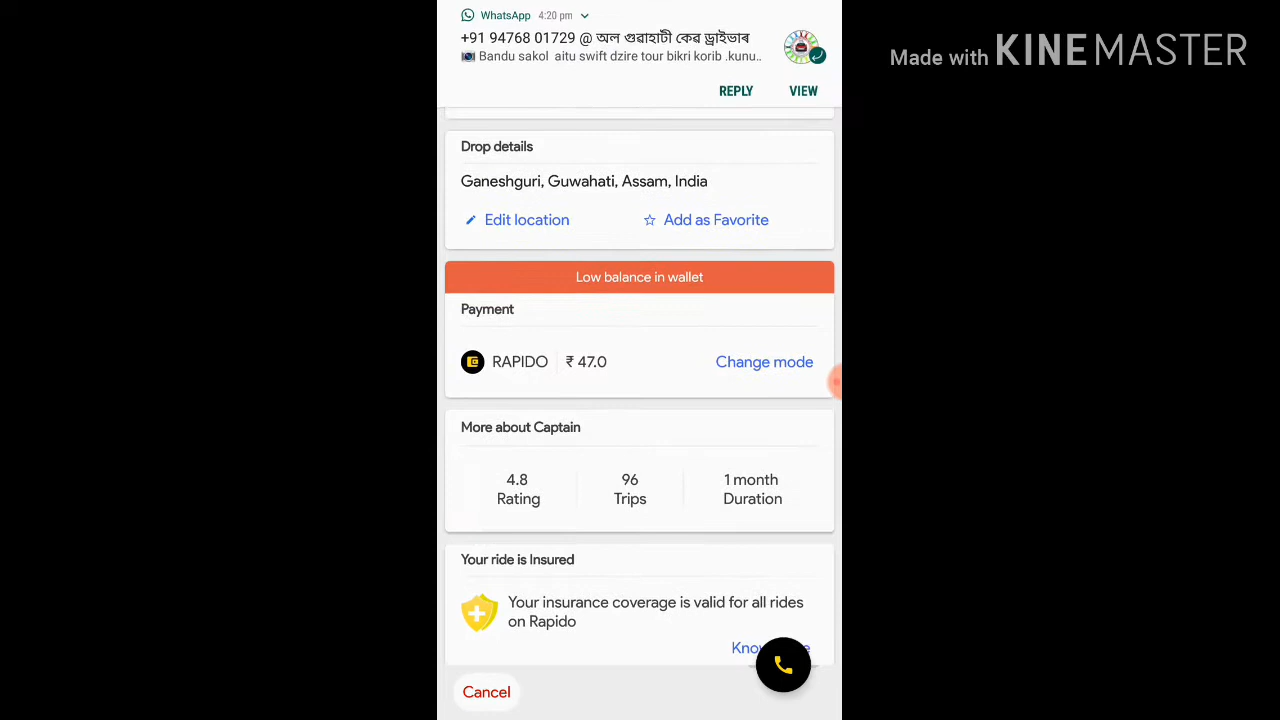 WhatsApp 4:20 pm
+91 94768 01729 @ অল গুৱাহাটী কেব ড্ৰাইভাৰ
Bandu sakol aitu swift dzire tour bikri korib .kunu..
REPLY VIEW
Made with KINEMASTER
Drop details
Ganeshguri, Guwahati, Assam, India
Edit location Add as Favorite
Low balance in wallet
Payment
RAPIDO ₹ 47.0 Change mode
More about Captain
4.8 96 1 month
Rating Trips Duration
Your ride is Insured
Your insurance coverage is valid for all rides
on Rapido
Cancel